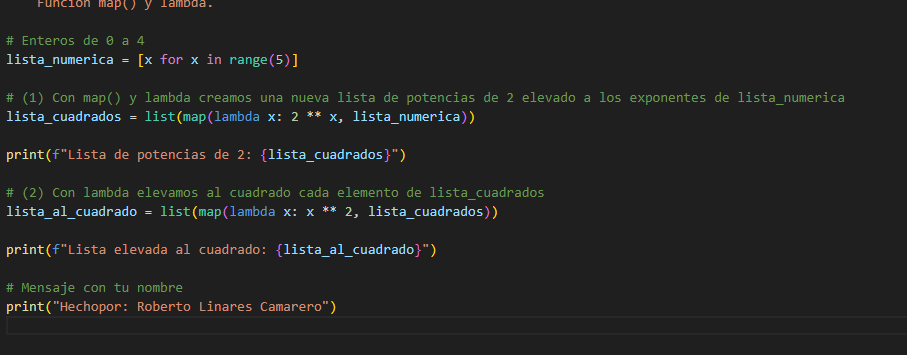 Función map() y lambda.
# Enteros de 0 a 4
lista_numerica = [x for x in range(5)]
# (1) Con map() y lambda creamos una nueva lista de potencias de 2 elevado a los exponentes de lista_numerica
lista_cuadrados = list(map(lambda x: 2 ** x, lista_numerica))
print(f"Lista de potencias de 2: {lista_cuadrados}")
# (2) Con lambda elevamos al cuadrado cada elemento de lista_cuadrados
lista_al_cuadrado = list(map(lambda x: x ** 2, lista_cuadrados))
print(f"Lista elevada al cuadrado: {lista_al_cuadrado}")
# Mensaje con tu nombre
print("Hechopor: Roberto Linares Camarero")